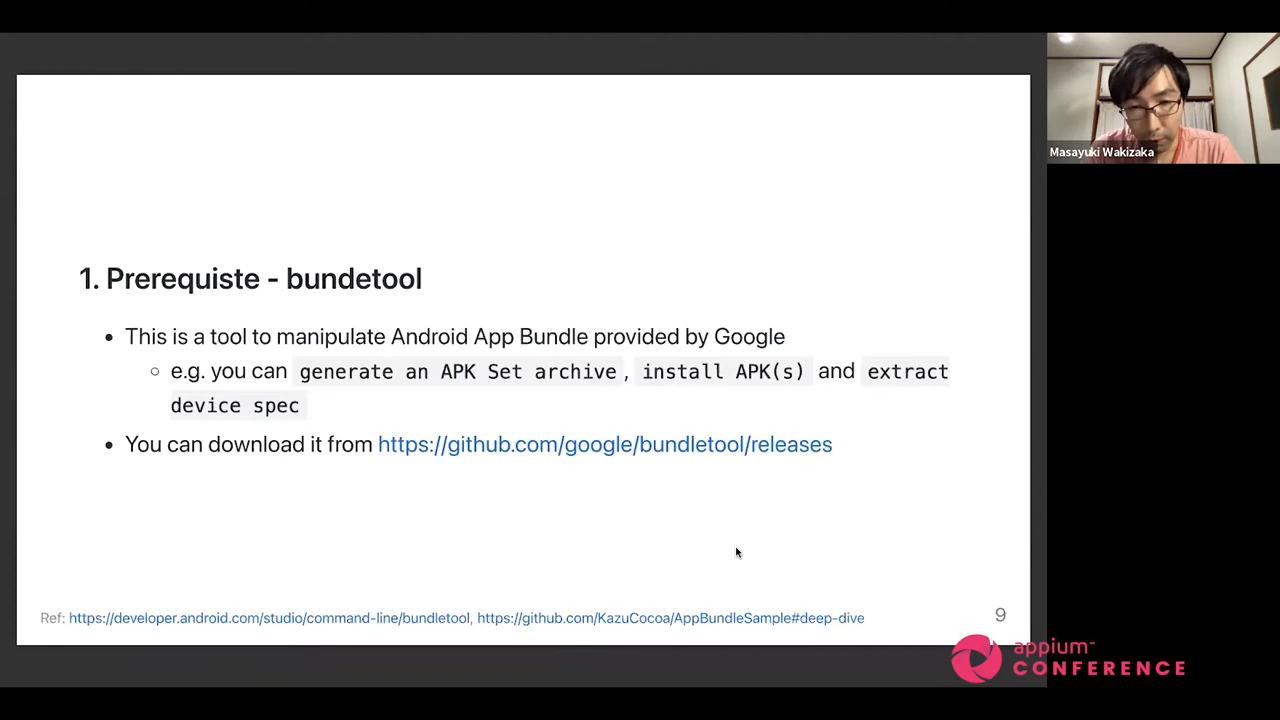 Masayuki Wakizaka
1. Prerequiste - bundetool
• This is a tool to manipulate Android App Bundle provided by Google
○ e.g. you can generate an APK Set archive , install APK(s) and extract
device spec
• You can download it from https://github.com/google/bundletool/releases
Ref: https://developer.android.com/studio/command-line/bundletool, https://github.com/KazuCocoa/AppBundleSample#deep-dive
9
appium™
CONFERENCE